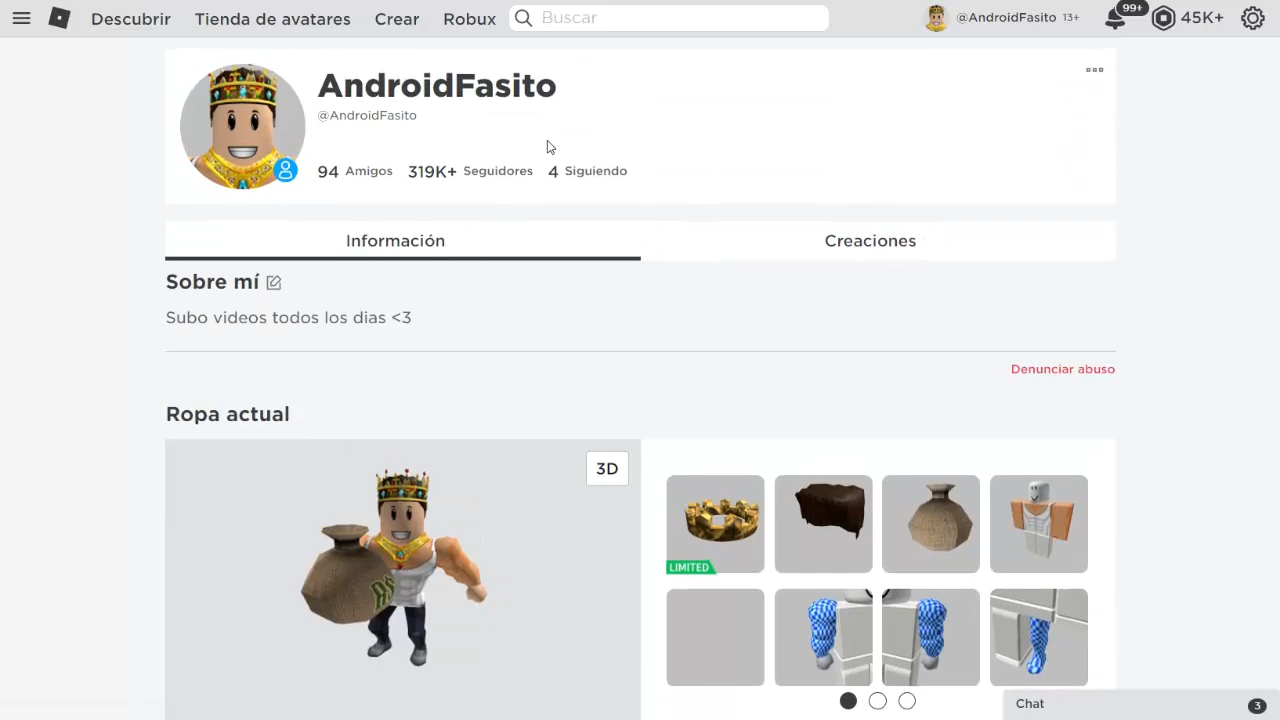 Descubrir Tienda de avatares Crear Robux Buscar @AndroidFasito 13+ 99+ 45K+
AndroidFasito
@AndroidFasito
94 Amigos 319K+ Seguidores 4 Siguiendo
Información Creaciones
Sobre mí
Subo videos todos los dias <3
Denunciar abuso
Ropa actual
3D
LIMITED
Chat 3